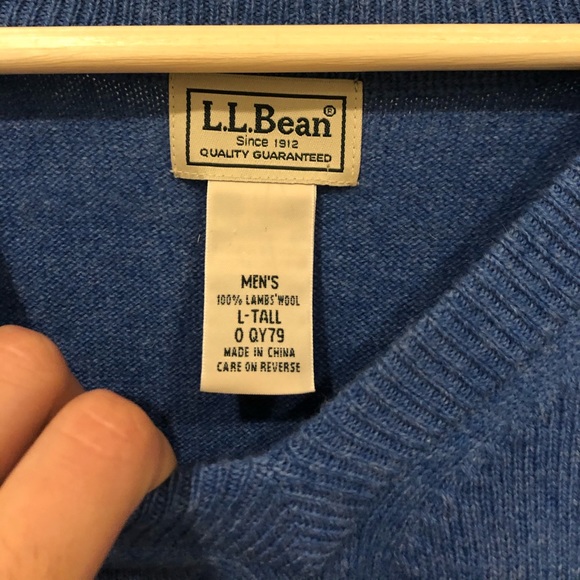 L.L.Bean®
Since 1912
QUALITY GUARANTEED
MEN'S
100% LAMBS' WOOL
L-TALL
0 QY79
MADE IN CHINA
CARE ON REVERSE